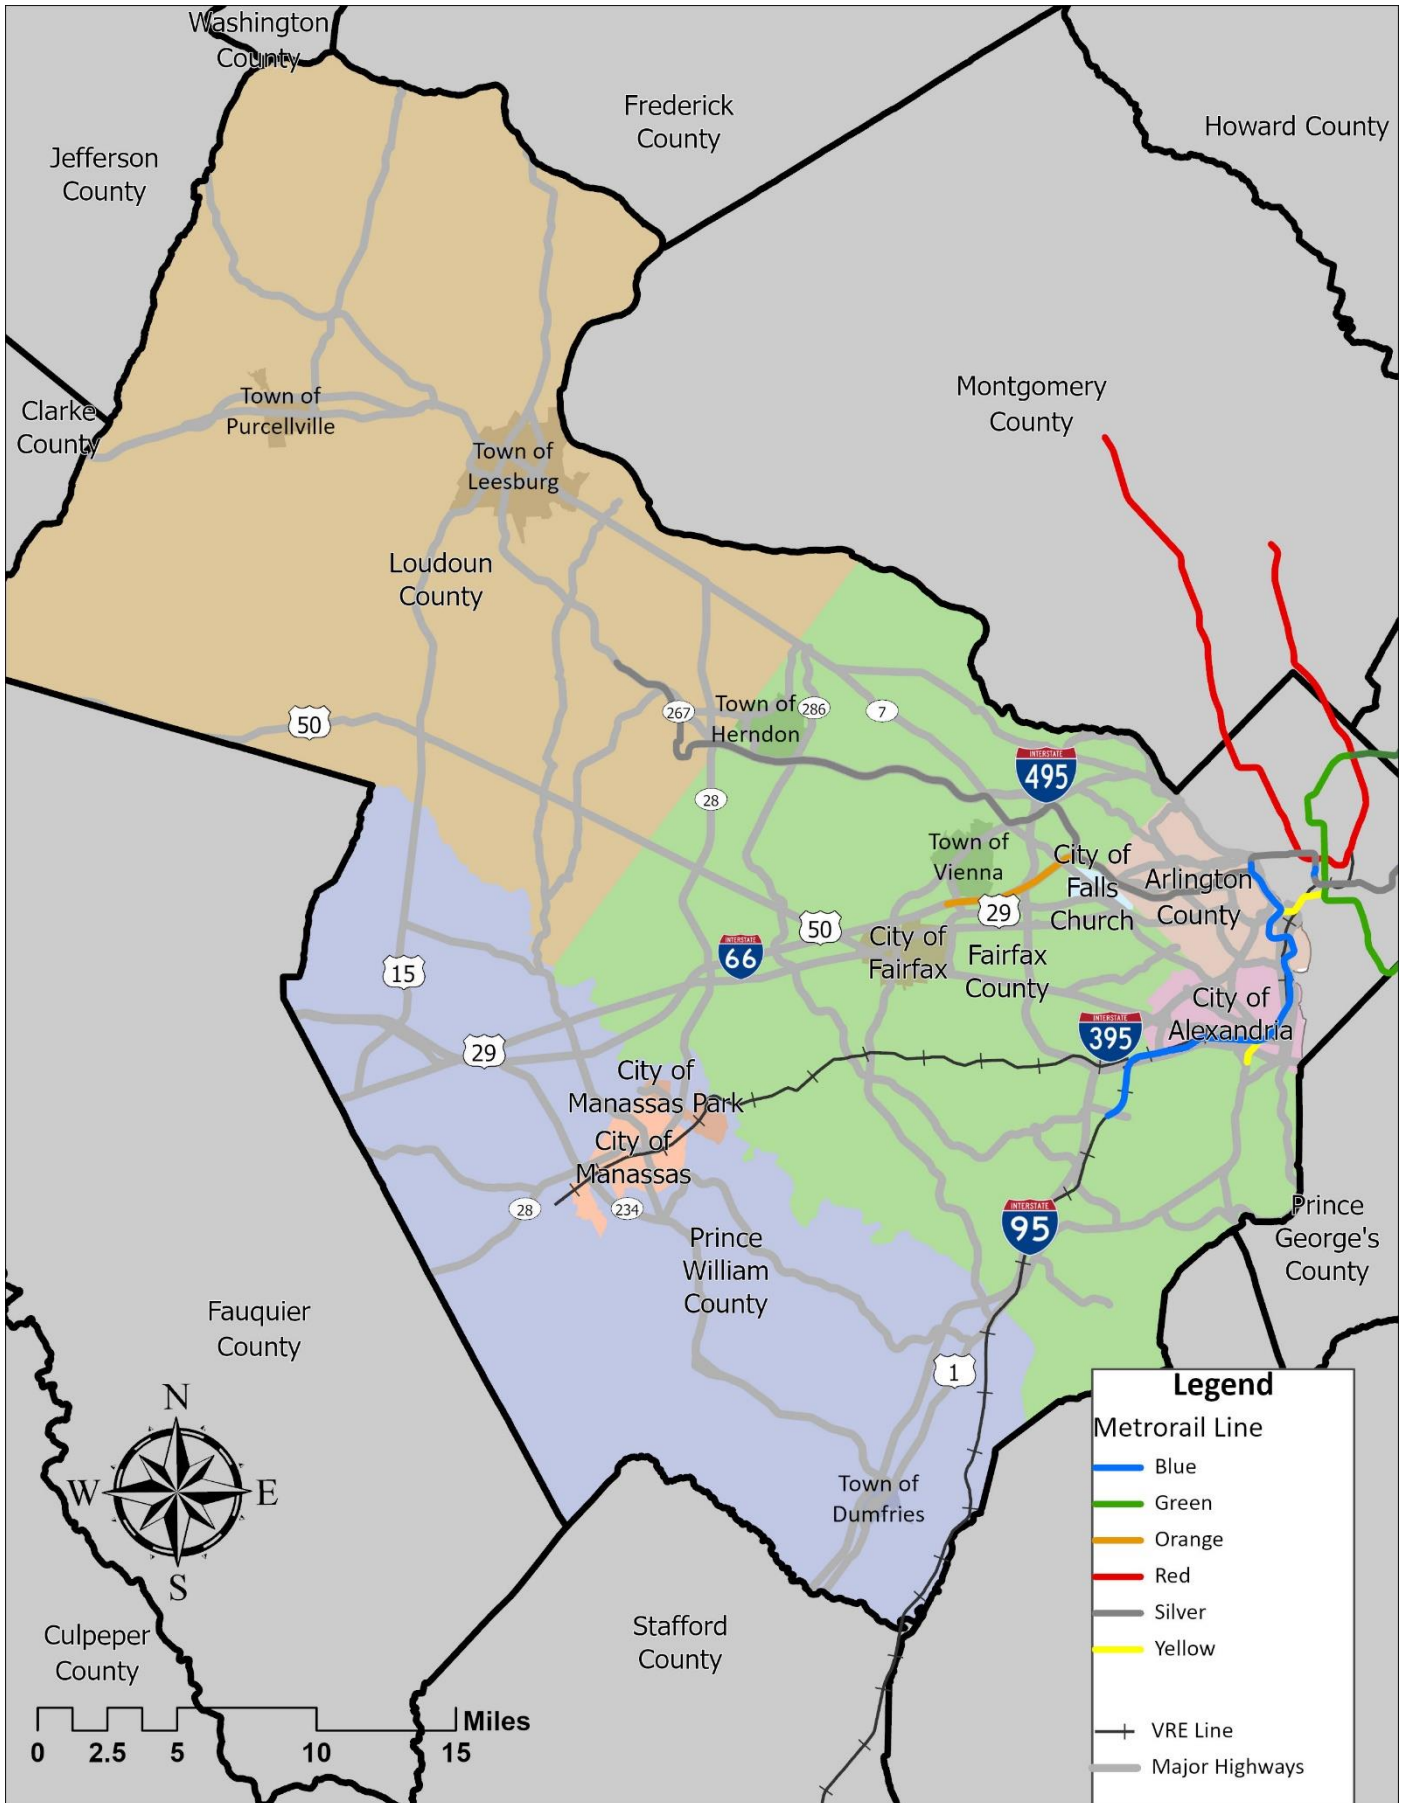 Washington
County
Frederick
County
Howard County
Jefferson
County
Montgomery
County
Clarke
County
Town of
Purcellville
Town of
Leesburg
Loudoun
County
50
267
Town of
Herndon
286
7
INTERSTATE
495
28
Town of
Vienna
City of
Falls
Church
Arlington
County
29
50
City of
Fairfax
Fairfax
County
INTERSTATE
66
15
City of
Alexandria
INTERSTATE
395
29
City of
Manassas Park
City of
Manassas
28
234
INTERSTATE
95
Prince
George's
County
Prince
William
County
Fauquier
County
1
Town of
Dumfries
Stafford
County
Culpeper
County
N
W
E
S
Miles
0 2.5 5 10 15
Legend
Metrorail Line
Blue
Green
Orange
Red
Silver
Yellow
VRE Line
Major Highways